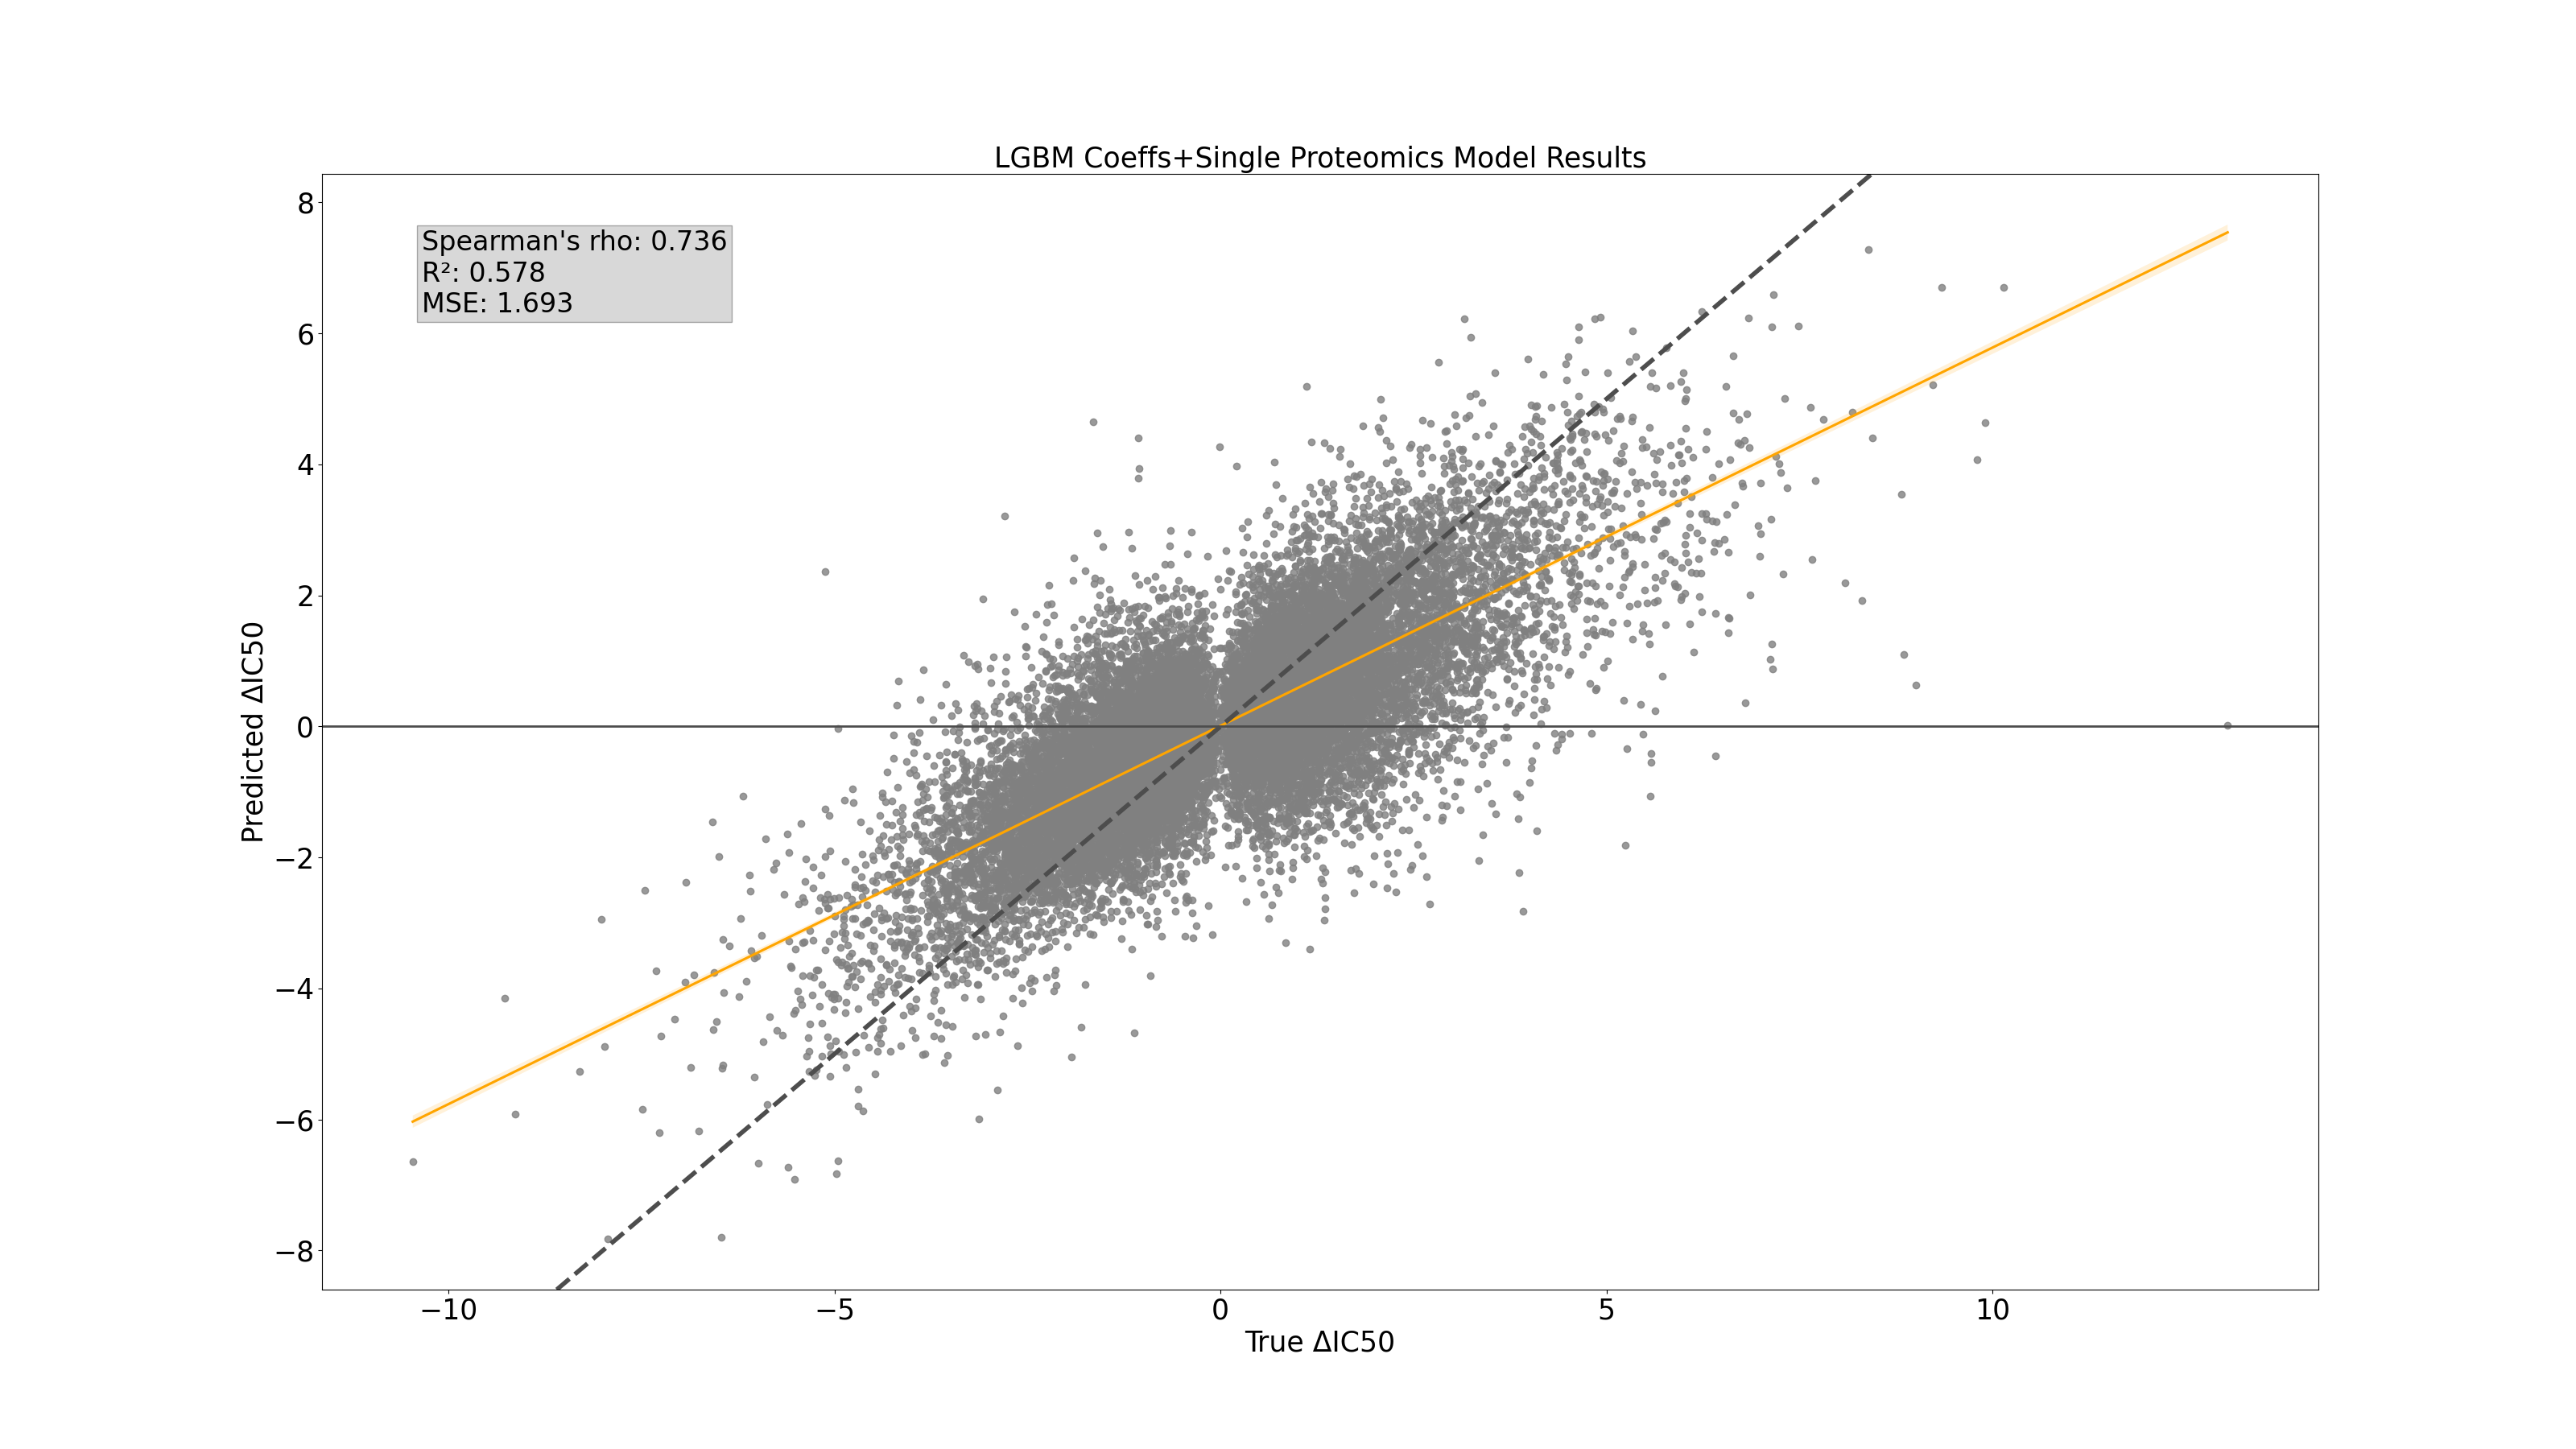 LGBM Coeffs+Single Proteomics Model Results
8
Spearman's rho: 0.736
R²: 0.578
MSE: 1.693
6
4
2
0
−2
−4
−6
−8
Predicted ΔIC50
−10 −5 0 5 10
True ΔIC50